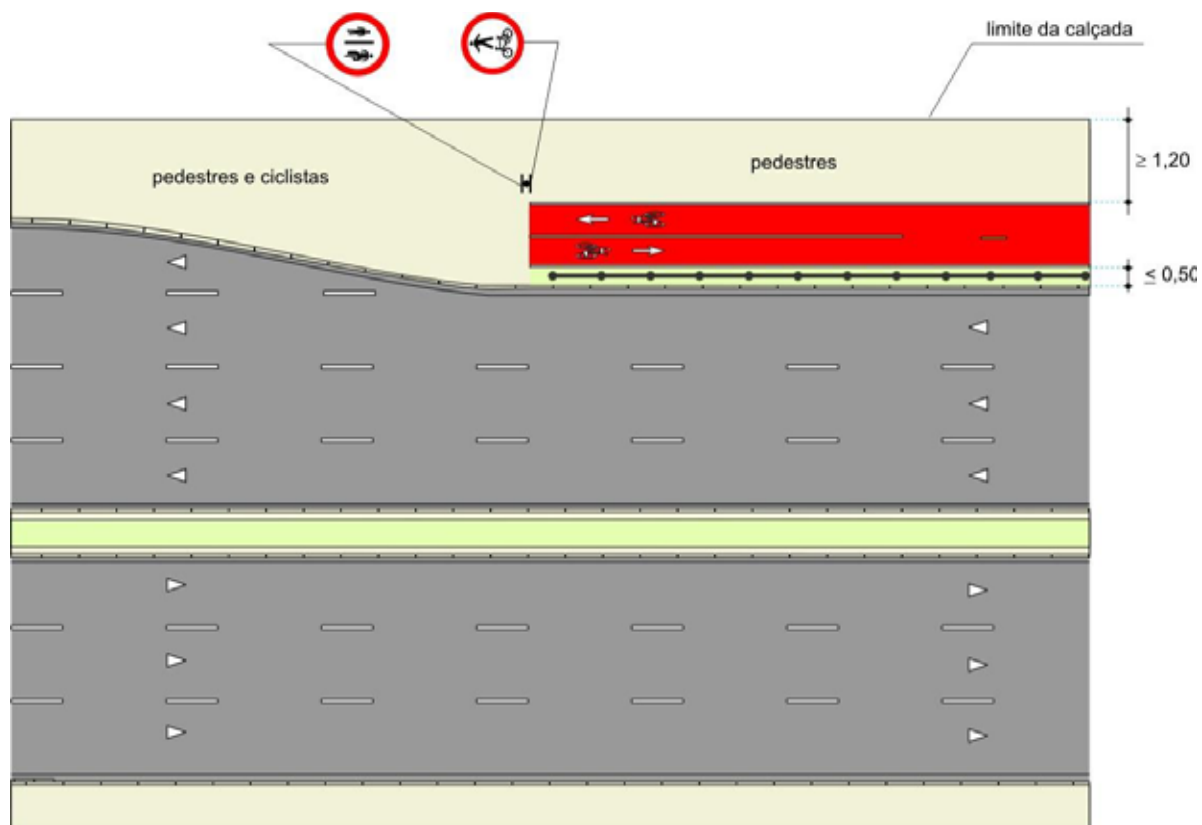 limite da calçada
pedestres
≥ 1,20
pedestres e ciclistas
≤ 0,50